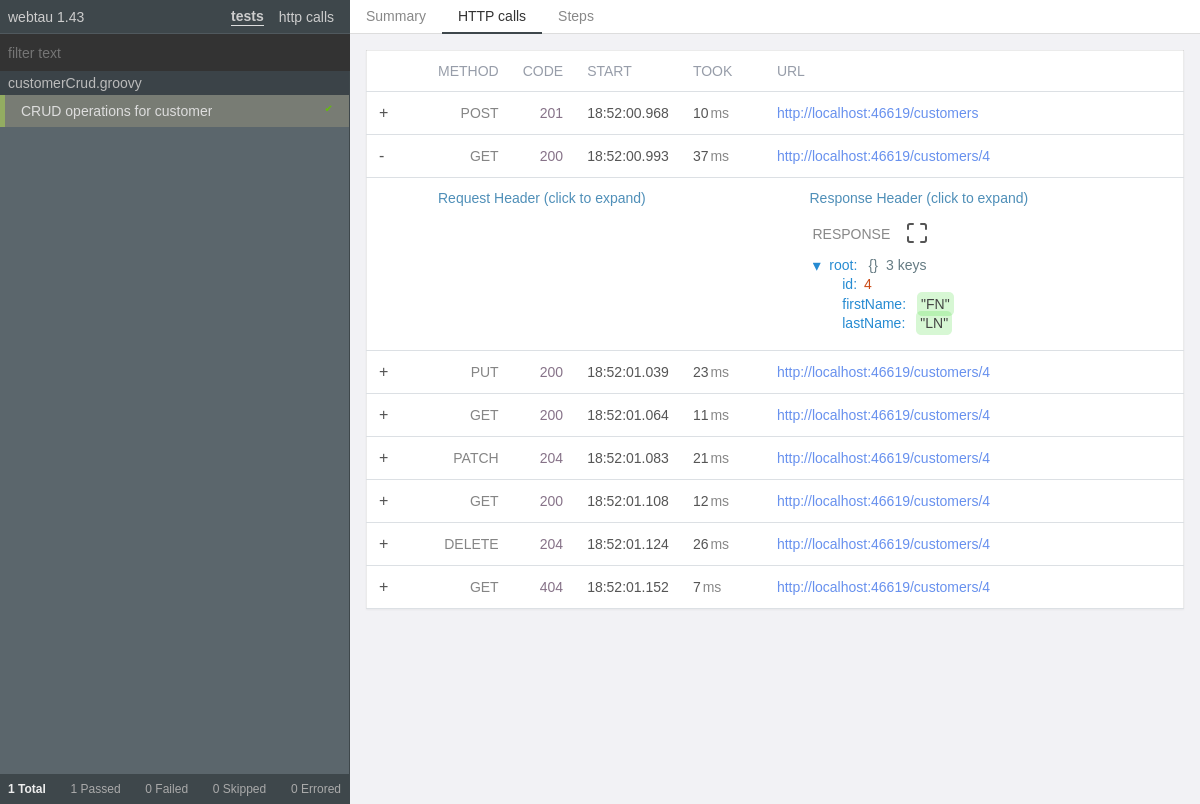 webtau 1.43 tests http calls
filter text
customerCrud.groovy
CRUD operations for customer ✔
1 Total 1 Passed 0 Failed 0 Skipped 0 Errored
Summary HTTP calls Steps
METHOD CODE START TOOK URL
+ POST 201 18:52:00.968 10 ms http://localhost:46619/customers
- GET 200 18:52:00.993 37 ms http://localhost:46619/customers/4
Request Header (click to expand) Response Header (click to expand)
RESPONSE
▼ root: {} 3 keys
id: 4
firstName: "FN"
lastName: "LN"
+ PUT 200 18:52:01.039 23 ms http://localhost:46619/customers/4
+ GET 200 18:52:01.064 11 ms http://localhost:46619/customers/4
+ PATCH 204 18:52:01.083 21 ms http://localhost:46619/customers/4
+ GET 200 18:52:01.108 12 ms http://localhost:46619/customers/4
+ DELETE 204 18:52:01.124 26 ms http://localhost:46619/customers/4
+ GET 404 18:52:01.152 7 ms http://localhost:46619/customers/4